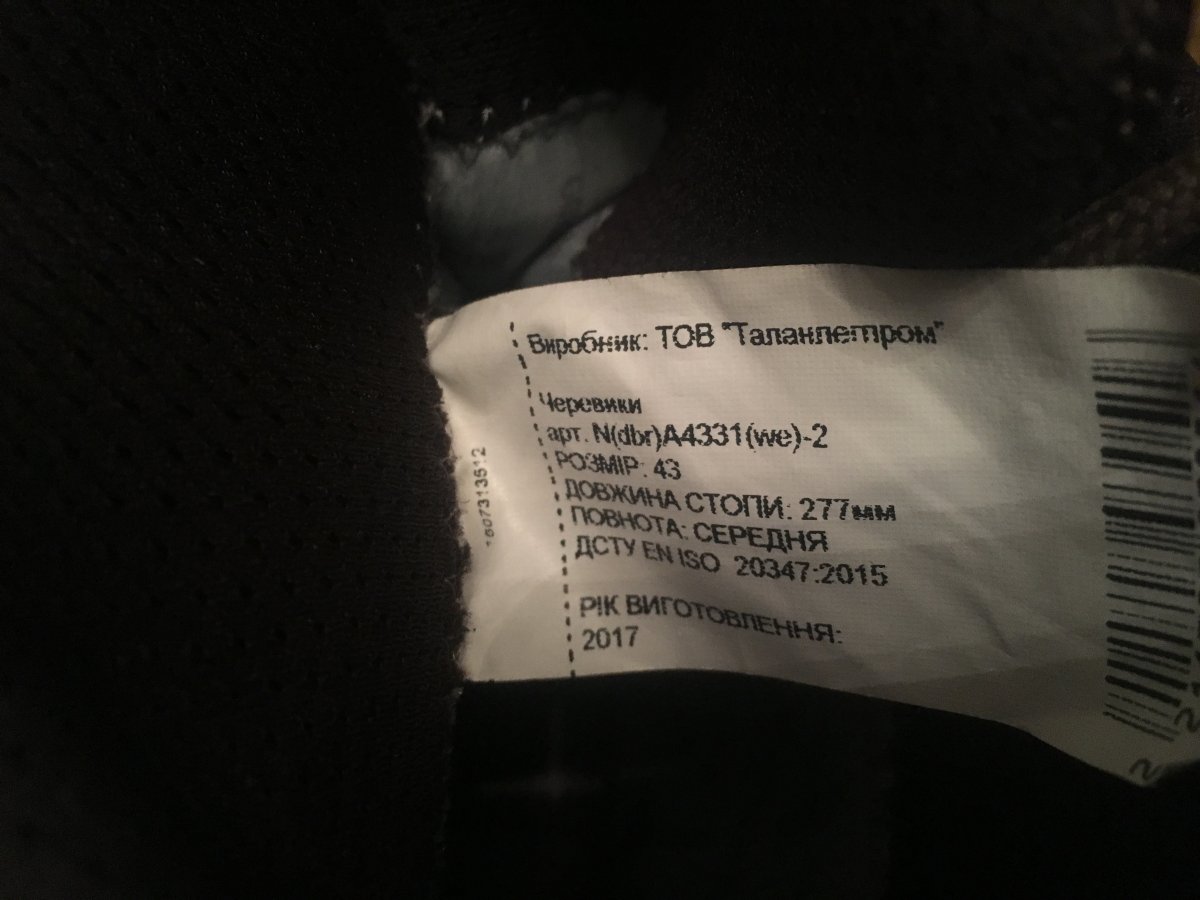 Виробник: ТОВ "Таланлегпром"
Черевики
арт. N(dbr)A4331(we)-2
РОЗМІР: 43
ДОВЖИНА СТОПИ: 277мм
ПОВНОТА: СЕРЕДНЯ
ДСТУ EN ISO 20347:2015
РІК ВИГОТОВЛЕННЯ:
2017